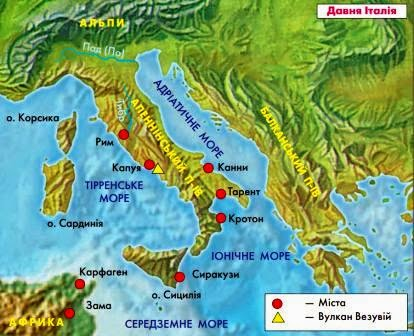 Давня Італія
АЛЬПИ
Пад (По)
АДРІАТИЧНЕ МОРЕ
о. Корсика
Тибр
АПЕННІНСЬКИЙ П-ІВ
БАЛКАНСЬКИЙ П-ІВ
Рим
Капуя
Канни
ТІРРЕНСЬКЕ
МОРЕ
Тарент
о. Сардинія
Кротон
ІОНІЧНЕ МОРЕ
Карфаген
Сиракузи
о. Сицилія
Зама
АФРИКА
СЕРЕДЗЕМНЕ МОРЕ
— Міста
— Вулкан Везувій